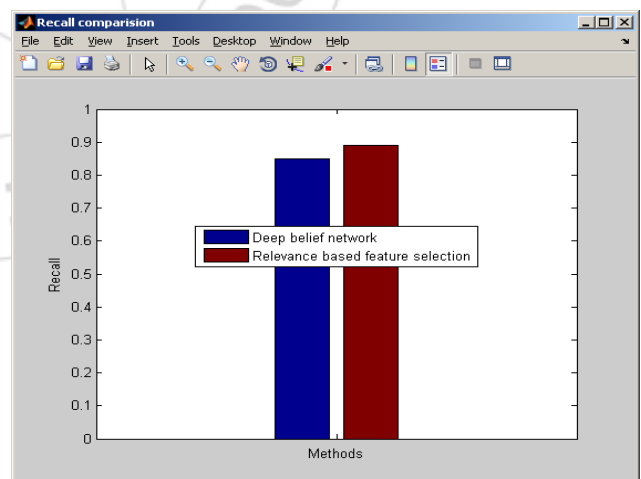 Recall comparision
File Edit View Insert Tools Desktop Window Help
1
0.9
0.8
0.7
0.6
0.5
0.4
0.3
0.2
0.1
0
Recall
Deep belief network
Relevance based feature selection
Methods